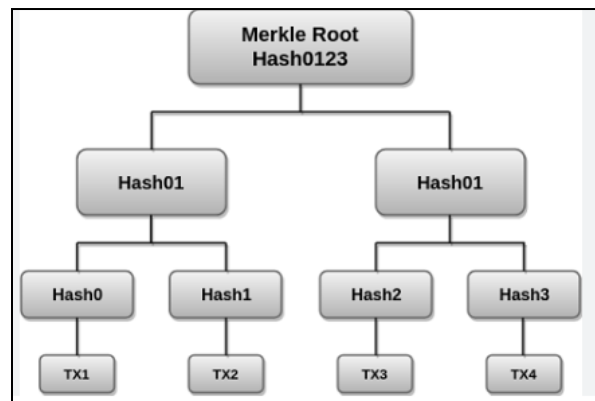 Merkle Root
Hash0123
Hash01
Hash01
Hash0
Hash1
Hash2
Hash3
TX1
TX2
TX3
TX4